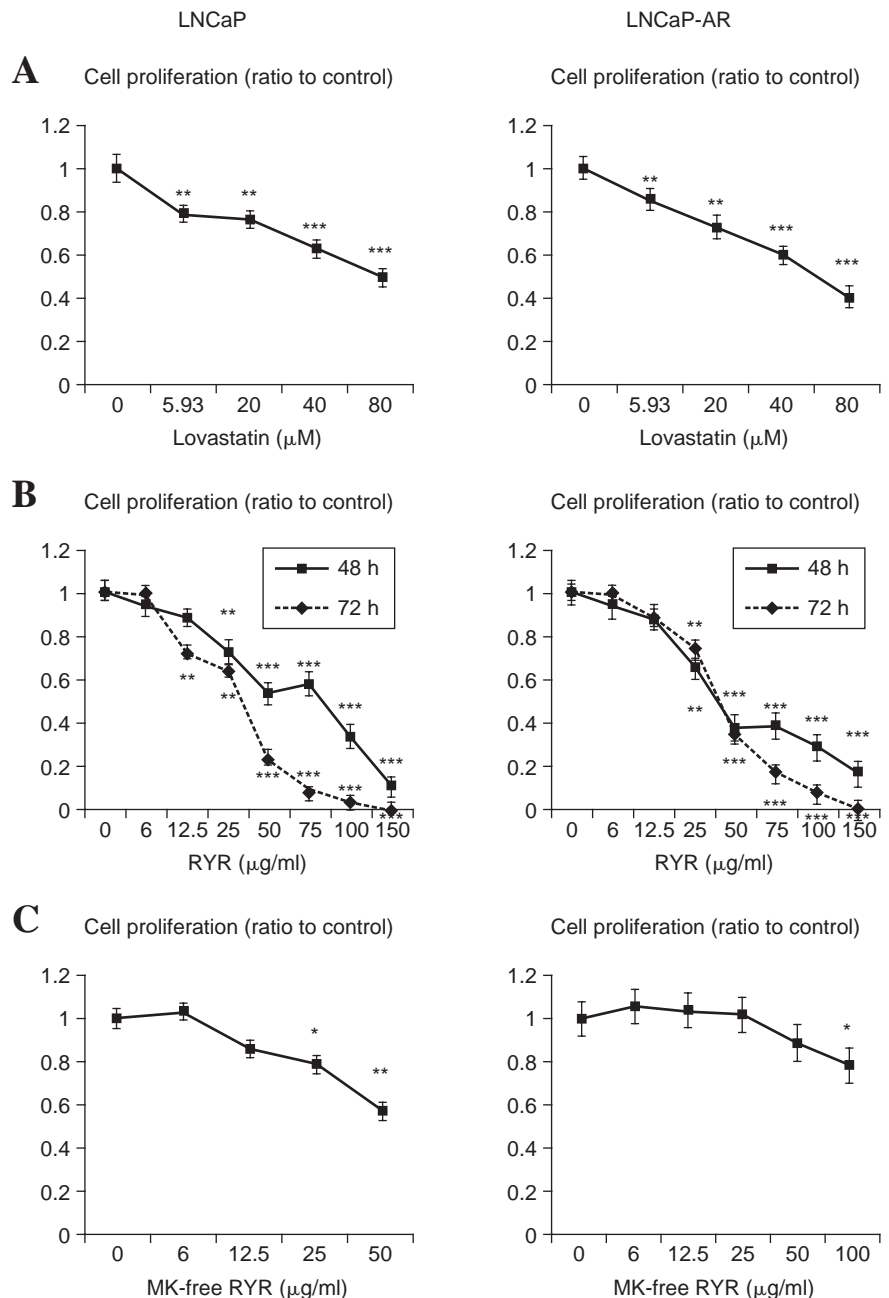 LNCaP LNCaP-AR
A Cell proliferation (ratio to control) Cell proliferation (ratio to control)
1.2 1.2
1 1
** **
0.8 ** 0.8 **
*** ***
0.6 *** 0.6 ***
0.4 0.4
0.2 0.2
0 0
0 5.93 20 40 80 0 5.93 20 40 80
Lovastatin (μM) Lovastatin (μM)
B Cell proliferation (ratio to control) Cell proliferation (ratio to control)
1.2 1.2
48 h 48 h
1 1
72 h 72 h
** **
0.8 0.8
*** ***
** **
0.6 0.6
** *** ** *** *** *** ***
0.4 0.4
*** ***
0.2 *** *** *** 0.2 ***
0 *** 0 *** *** ***
0 6 12.5 25 50 75 100 150 0 6 12.5 25 50 75 100 150
RYR (μg/ml) RYR (μg/ml)
C Cell proliferation (ratio to control) Cell proliferation (ratio to control)
1.2 1.2
1 * 1 *
0.8 ** 0.8
0.6 0.6
0.4 0.4
0.2 0.2
0 0
0 6 12.5 25 50 0 6 12.5 25 50 100
MK-free RYR (μg/ml) MK-free RYR (μg/ml)